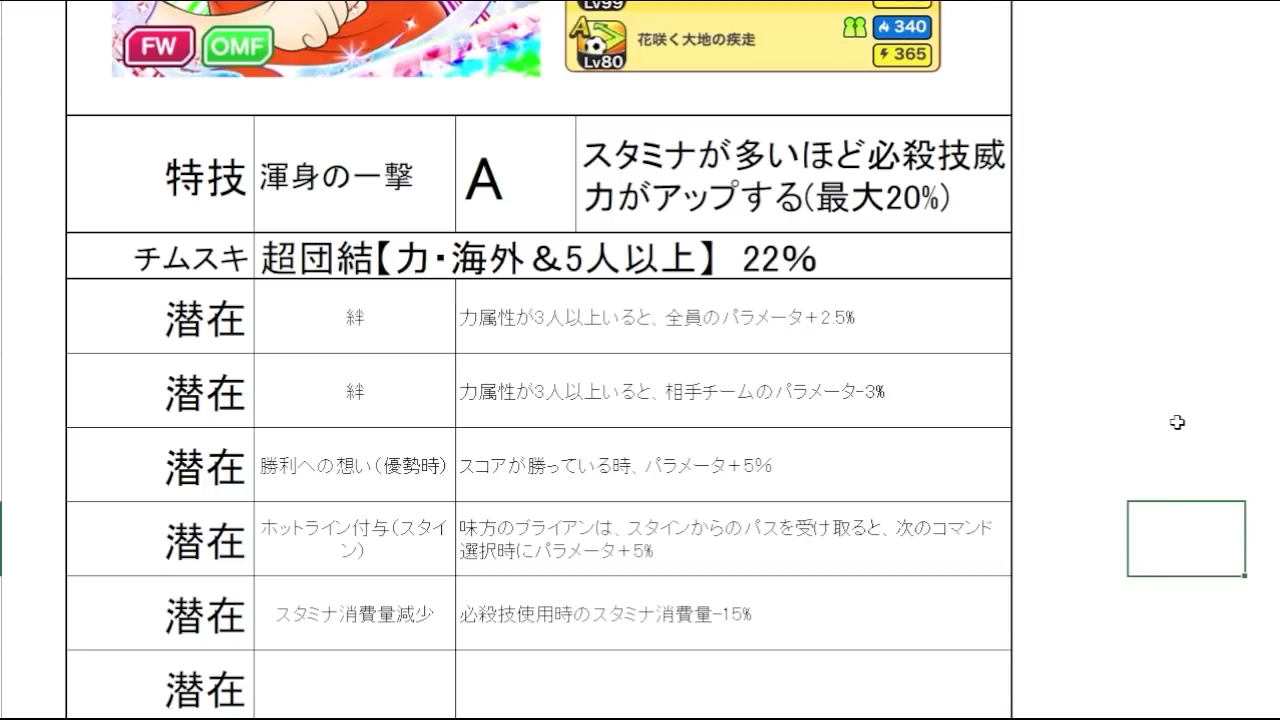 Lv99
FW OMF
A 花咲く大地の疾走 340
Lv80 365
特技 渾身の一撃 A スタミナが多いほど必殺技威
力がアップする(最大20%)
チムスキ 超団結【力・海外&5人以上】 22%
潜在 絆 力属性が3人以上いると、全員のパラメータ+2.5%
潜在 絆 力属性が3人以上いると、相手チームのパラメータ-3%
潜在 勝利への想い(優勢時) スコアが勝っている時、パラメータ+5%
潜在 ホットライン付与(スタイ
ン) 味方のブライアンは、スタインからのパスを受け取ると、次のコマンド
選択時にパラメータ+5%
潜在 スタミナ消費量減少 必殺技使用時のスタミナ消費量-15%
潜在